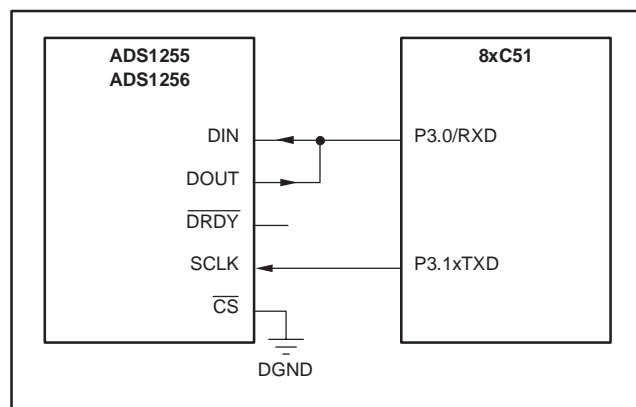 ADS1255
ADS1256
8xC51
DIN
P3.0/RXD
DOUT
DRDY
SCLK
P3.1xTXD
CS
DGND